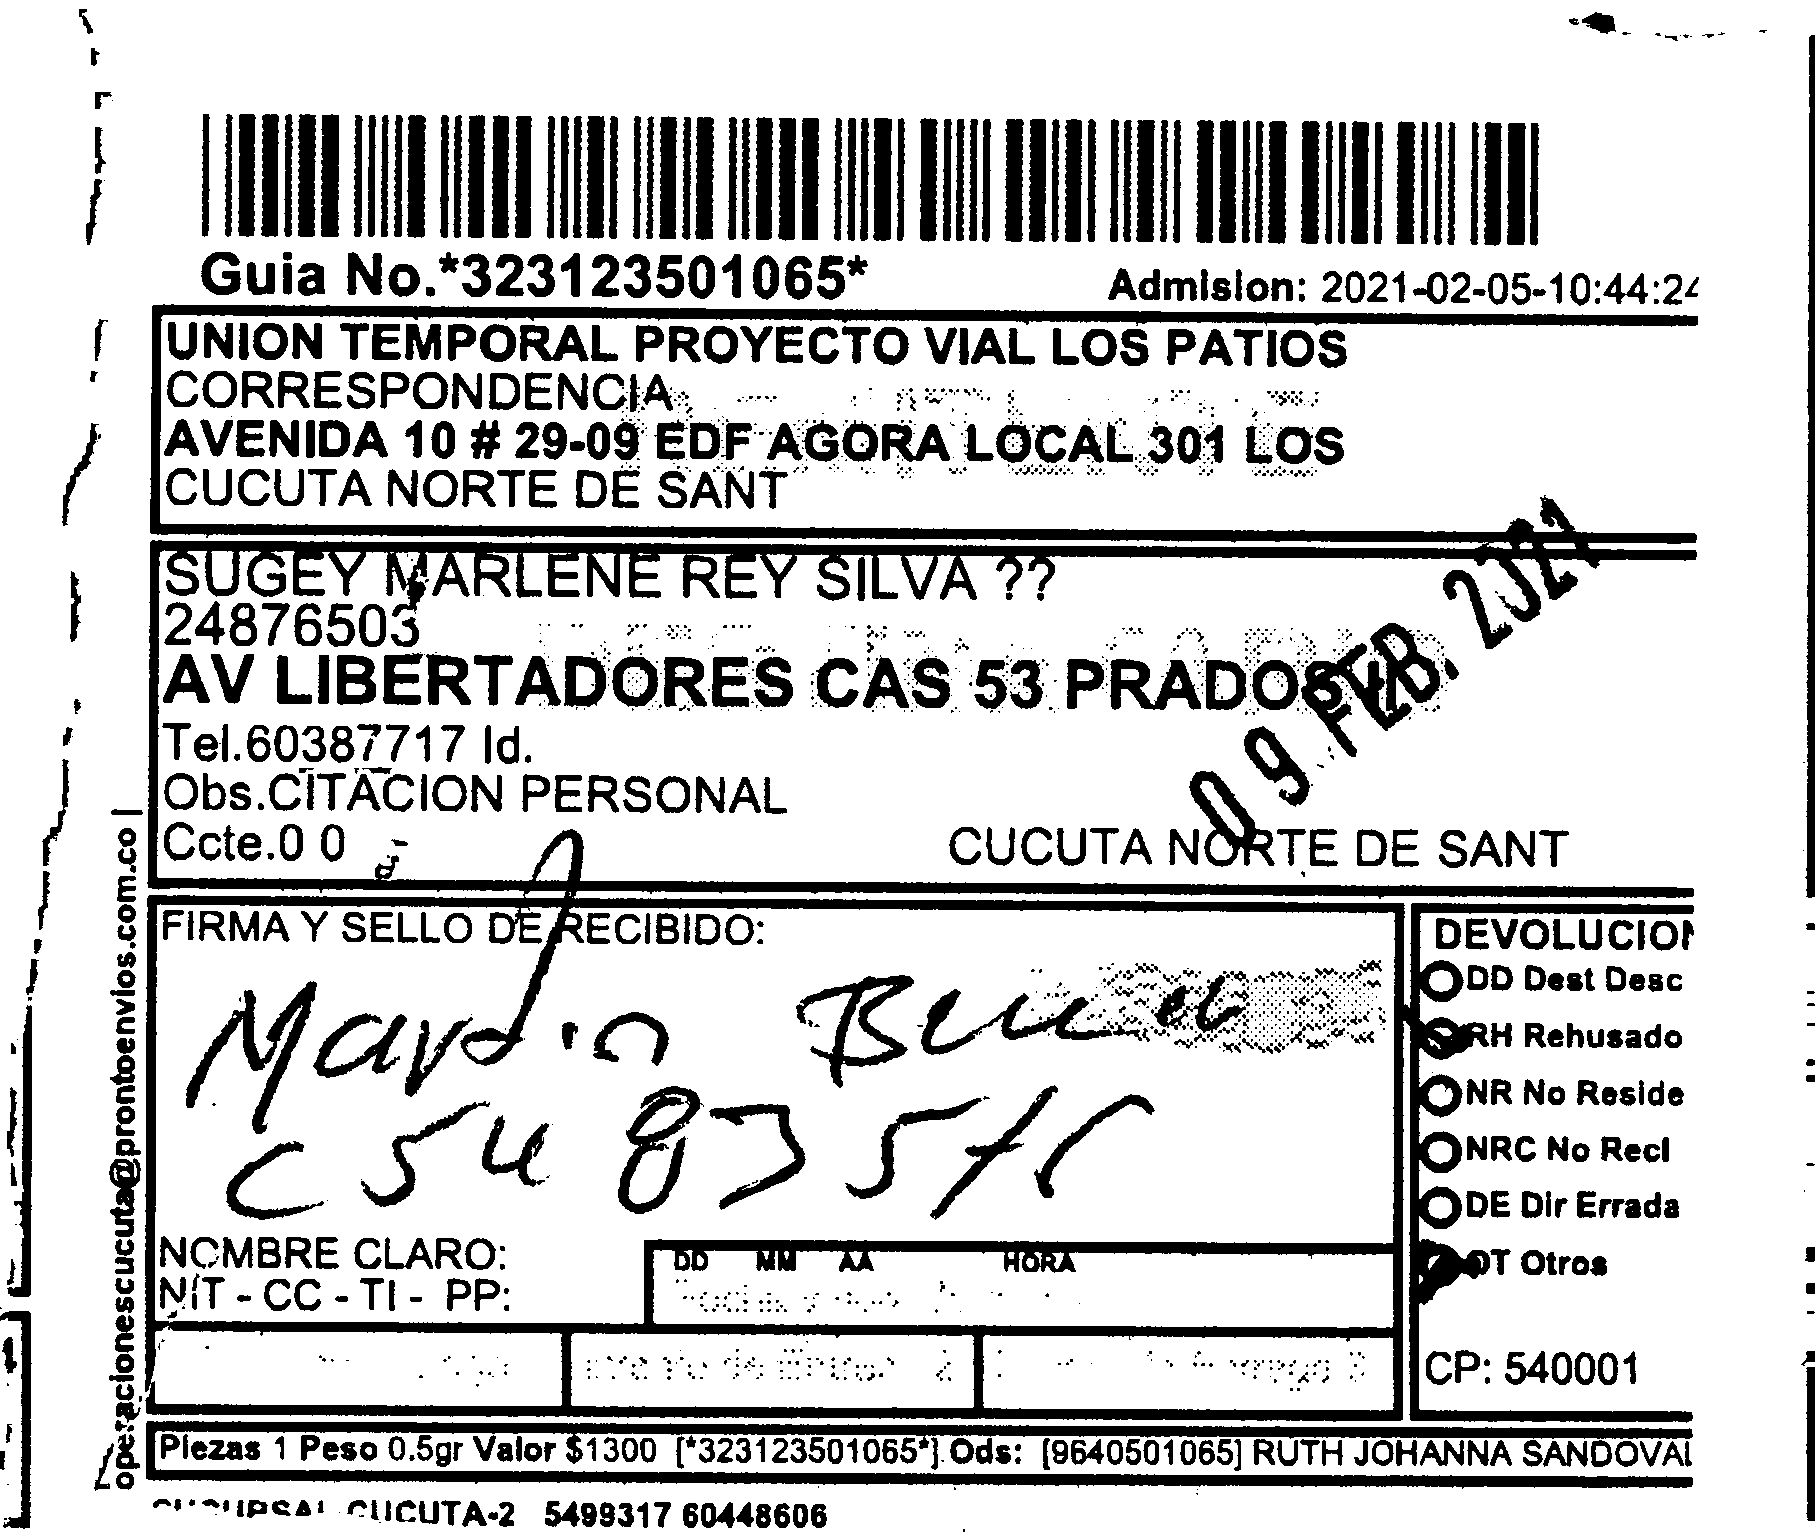 Guia No.*323123501065*
Admision: 2021-02-05-10:44:24
UNION TEMPORAL PROYECTO VIAL LOS PATIOS
CORRESPONDENCIA
AVENIDA 10 # 29-09 EDF AGORA LOCAL 301 LOS
CUCUTA NORTE DE SANT
SUGEY MARLENE REY SILVA ??
24876503
AV LIBERTADORES CAS 53 PRADOS
09 FEB. 2021
Tel.60387717 Id.
Obs.CITACION PERSONAL
Ccte.0 0
CUCUTA NORTE DE SANT
operacionescucuta@prontoenvios.com.co |
FIRMA Y SELLO DE RECIBIDO:
Martin
NOMBRE CLARO:
NIT - CC - TI - PP:
DD MM AA HORA
DEVOLUCION
DD Dest Desc
RH Rehusado
NR No Reside
NRC No Recl
DE Dir Errada
OT Otros
CP: 540001
Piezas 1 Peso 0.5gr Valor $1300 [*323123501065*] Ods: [9640501065] RUTH JOHANNA SANDOVAL
CUCUTA-2 5499317 60448606